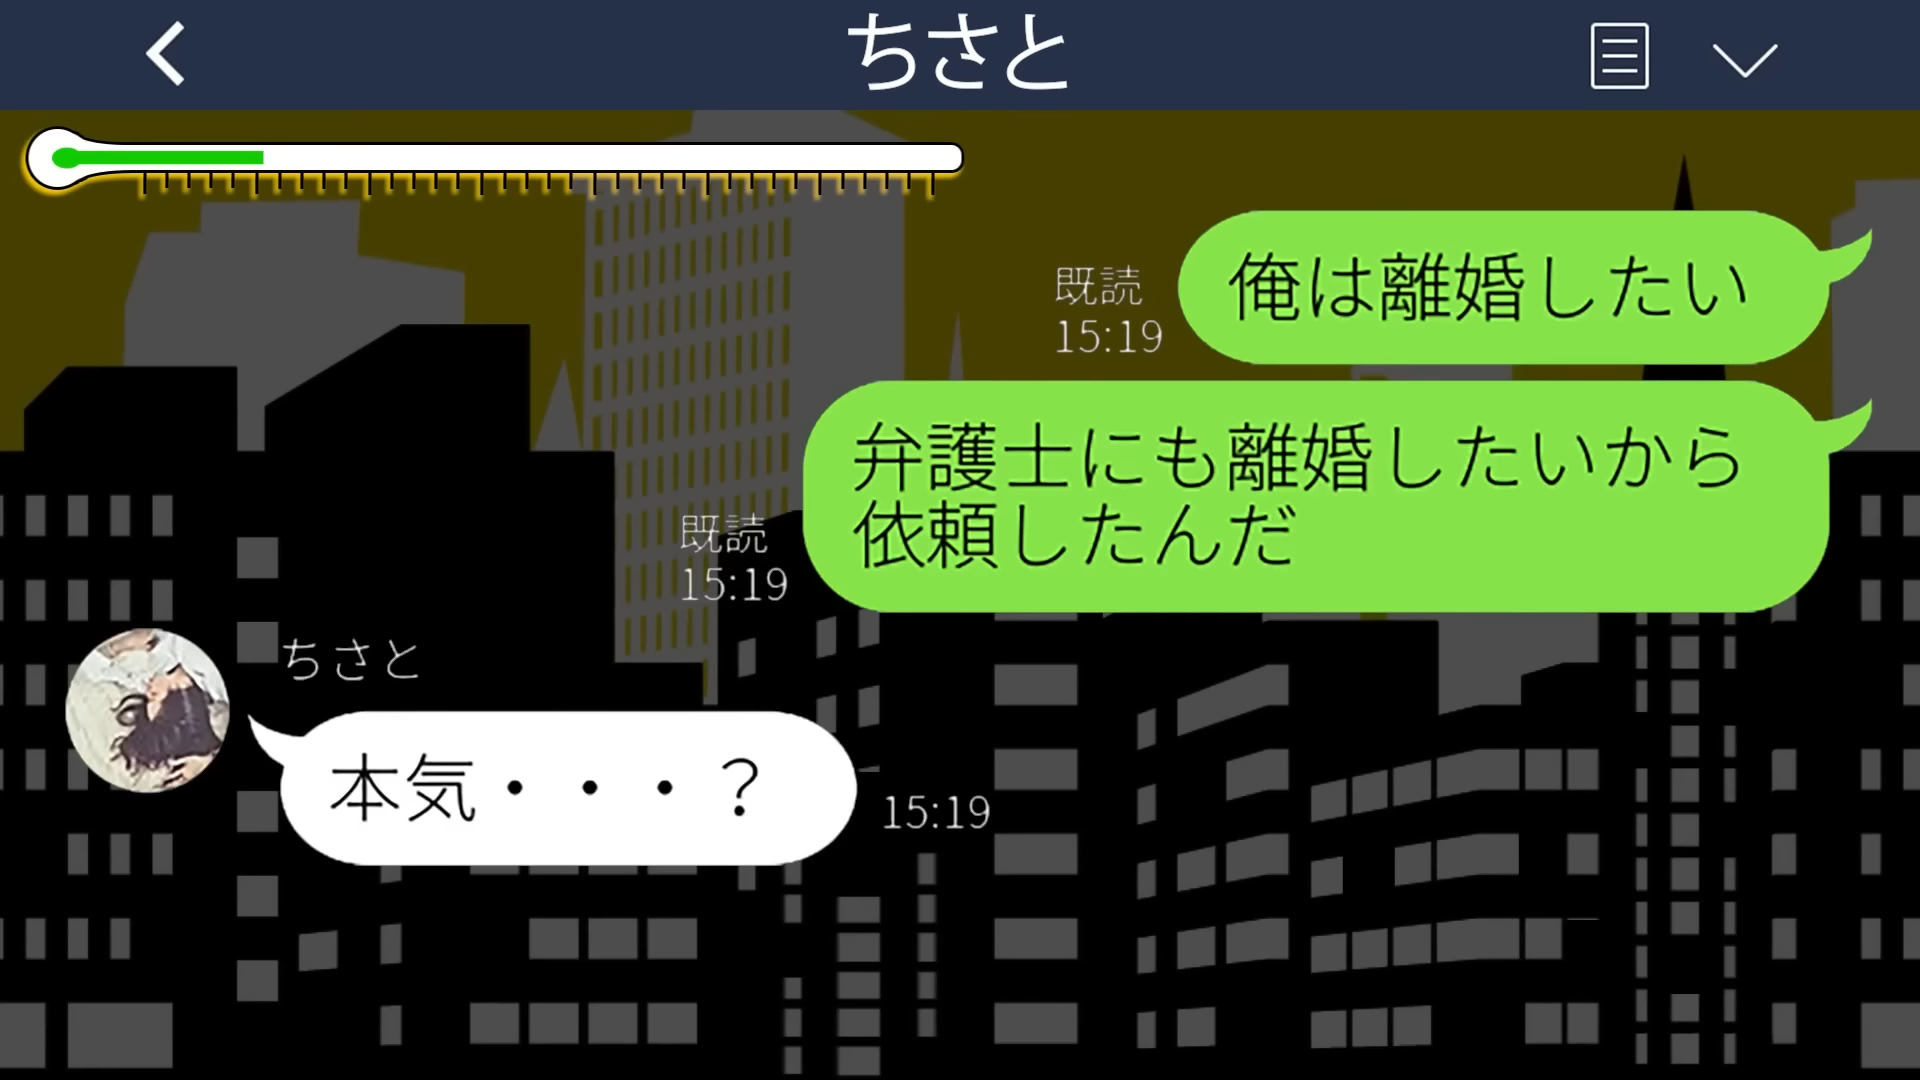 ちさと
俺は離婚したい
既読
15:19
弁護士にも離婚したいから
依頼したんだ
既読
15:19
ちさと
本気・・・？
15:19